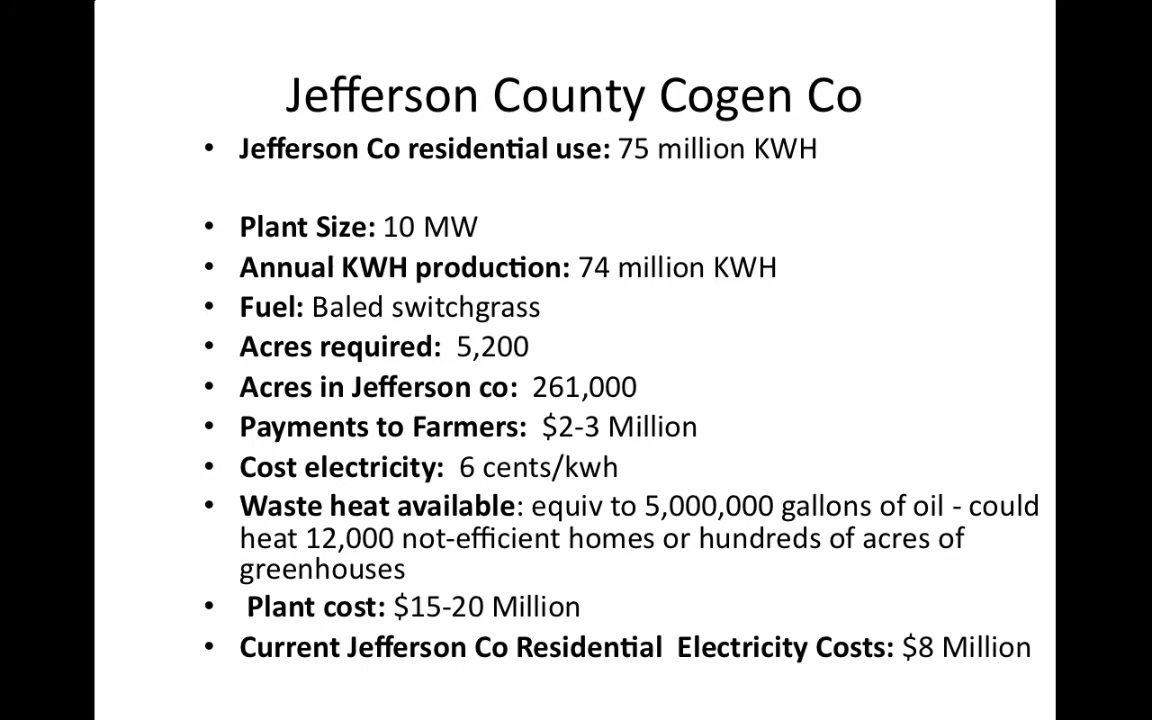 Jefferson County Cogen Co
• Jefferson Co residential use: 75 million KWH
• Plant Size: 10 MW
• Annual KWH production: 74 million KWH
• Fuel: Baled switchgrass
• Acres required: 5,200
• Acres in Jefferson co: 261,000
• Payments to Farmers: $2-3 Million
• Cost electricity: 6 cents/kwh
• Waste heat available: equiv to 5,000,000 gallons of oil - could
heat 12,000 not-efficient homes or hundreds of acres of
greenhouses
• Plant cost: $15-20 Million
• Current Jefferson Co Residential Electricity Costs: $8 Million